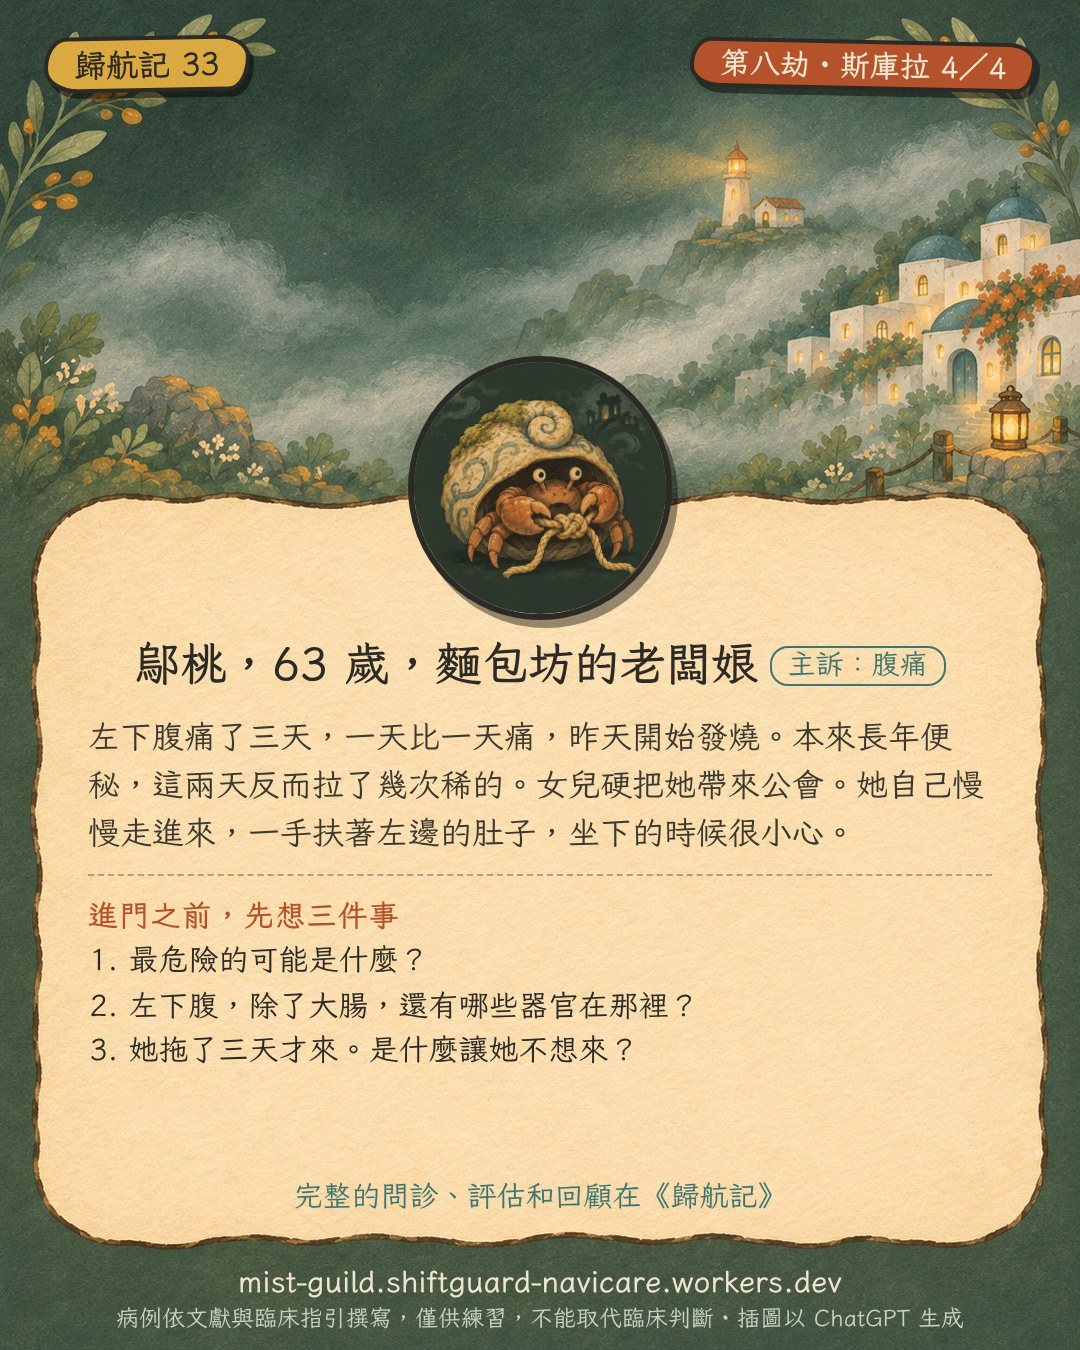 歸航記 33
第八劫・斯庫拉 4／4
鄔桃，63 歲，麵包坊的老闆娘
主訴：腹痛
左下腹痛了三天，一天比一天痛，昨天開始發燒。本來長年便
秘，這兩天反而拉了幾次稀的。女兒硬把她帶來公會。她自己慢
慢走進來，一手扶著左邊的肚子，坐下的時候很小心。
進門之前，先想三件事
1. 最危險的可能是什麼？
2. 左下腹，除了大腸，還有哪些器官在那裡？
3. 她拖了三天才來。是什麼讓她不想來？
完整的問診、評估和回顧在《歸航記》
mist-guild.shiftguard-navicare.workers.dev
病例依文獻與臨床指引撰寫，僅供練習，不能取代臨床判斷・插圖以 ChatGPT 生成